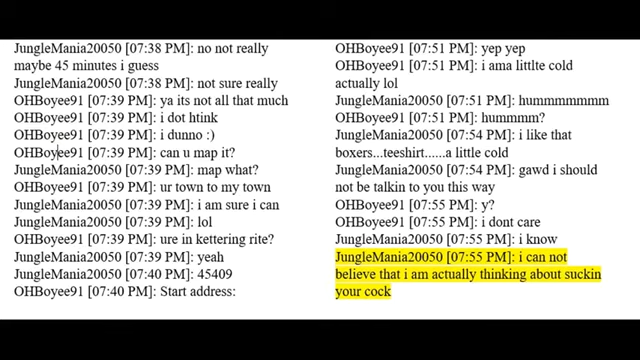 JungleMania20050 [07:38 PM]: no not really
maybe 45 minutes i guess
JungleMania20050 [07:38 PM]: not sure really
OHBoyee91 [07:39 PM]: ya its not all that much
OHBoyee91 [07:39 PM]: i dot htink
OHBoyee91 [07:39 PM]: i dunno :)
OHBoyee91 [07:39 PM]: can u map it?
JungleMania20050 [07:39 PM]: map what?
OHBoyee91 [07:39 PM]: ur town to my town
JungleMania20050 [07:39 PM]: i am sure i can
JungleMania20050 [07:39 PM]: lol
OHBoyee91 [07:39 PM]: ure in kettering rite?
JungleMania20050 [07:39 PM]: yeah
JungleMania20050 [07:40 PM]: 45409
OHBoyee91 [07:40 PM]: Start address:
OHBoyee91 [07:51 PM]: yep yep
OHBoyee91 [07:51 PM]: i ama littlte cold
actually lol
JungleMania20050 [07:51 PM]: hummmmmmm
OHBoyee91 [07:51 PM]: hummmm?
JungleMania20050 [07:54 PM]: i like that
boxers...teeshirt......a little cold
JungleMania20050 [07:54 PM]: gawd i should
not be talkin to you this way
OHBoyee91 [07:55 PM]: y?
OHBoyee91 [07:55 PM]: i dont care
JungleMania20050 [07:55 PM]: i know
JungleMania20050 [07:55 PM]: i can not
believe that i am actually thinking about suckin
your cock